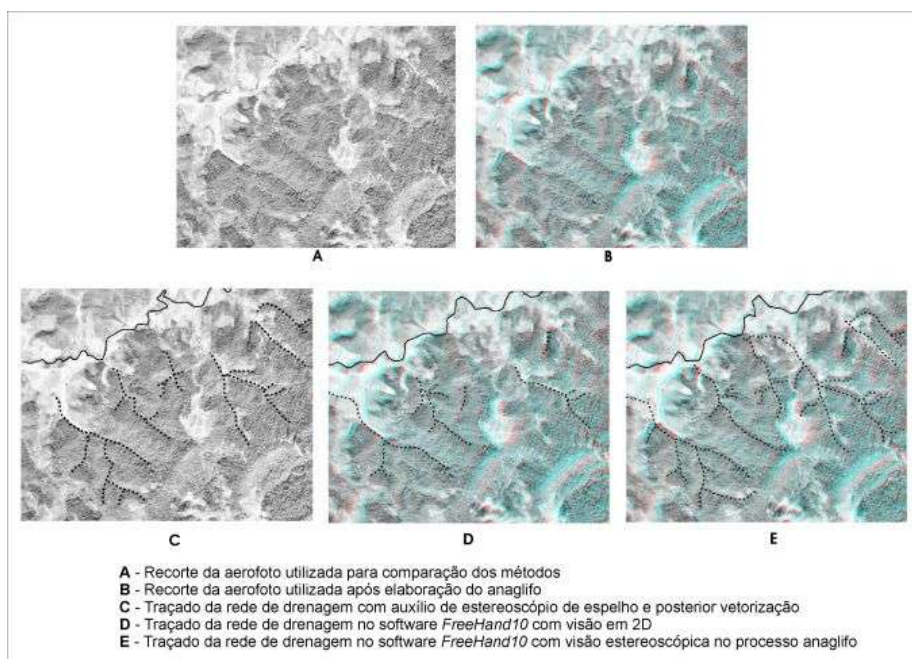 A
B
C
D
E
A - Recorte da aerofoto utilizada para comparação dos métodos
B - Recorte da aerofoto utilizada após elaboração do anaglifo
C - Traçado da rede de drenagem com auxílio de estereoscópio de espelho e posterior vetorização
D - Traçado da rede de drenagem no software FreeHand10 com visão em 2D
E - Traçado da rede de drenagem no software FreeHand10 com visão estereoscópica no processo anaglifo